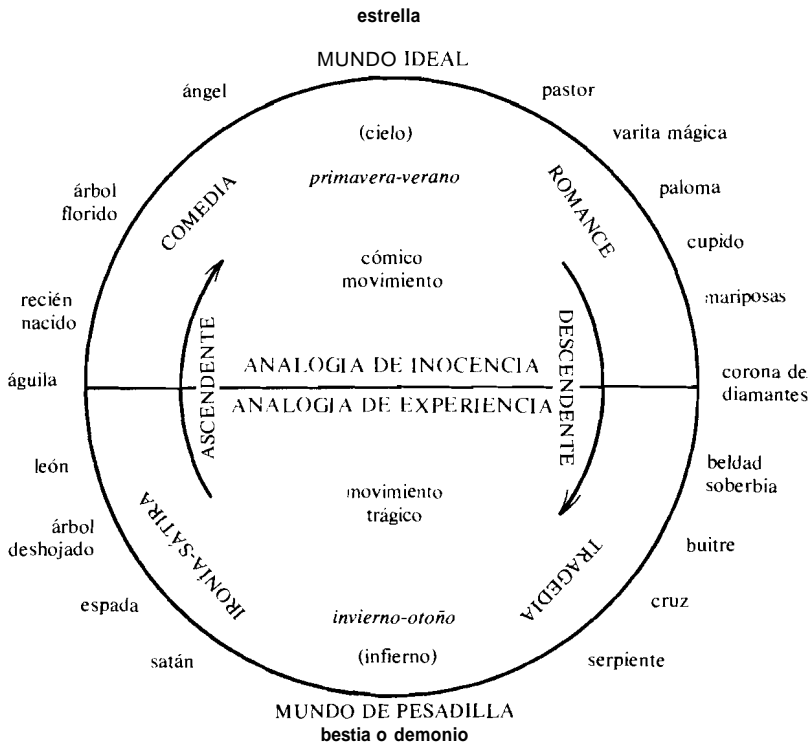 estrella
MUNDO IDEAL
ángel
pastor
(cielo)
varita mágica
primavera-verano
árbol
florido
COMEDIA
ROMANCE
paloma
cupido
cómico
movimiento
recién
nacido
mariposas
ASCENDENTE
DESCENDENTE
águila
ANALOGIA DE INOCENCIA
ANALOGIA DE EXPERIENCIA
corona de
diamantes
león
beldad
soberbia
movimiento
trágico
árbol
deshojado
IRONÍA-SÁTIRA
TRAGEDIA
buitre
espada
cruz
invierno-otoño
satán
(infierno)
serpiente
MUNDO DE PESADILLA
bestia o demonio